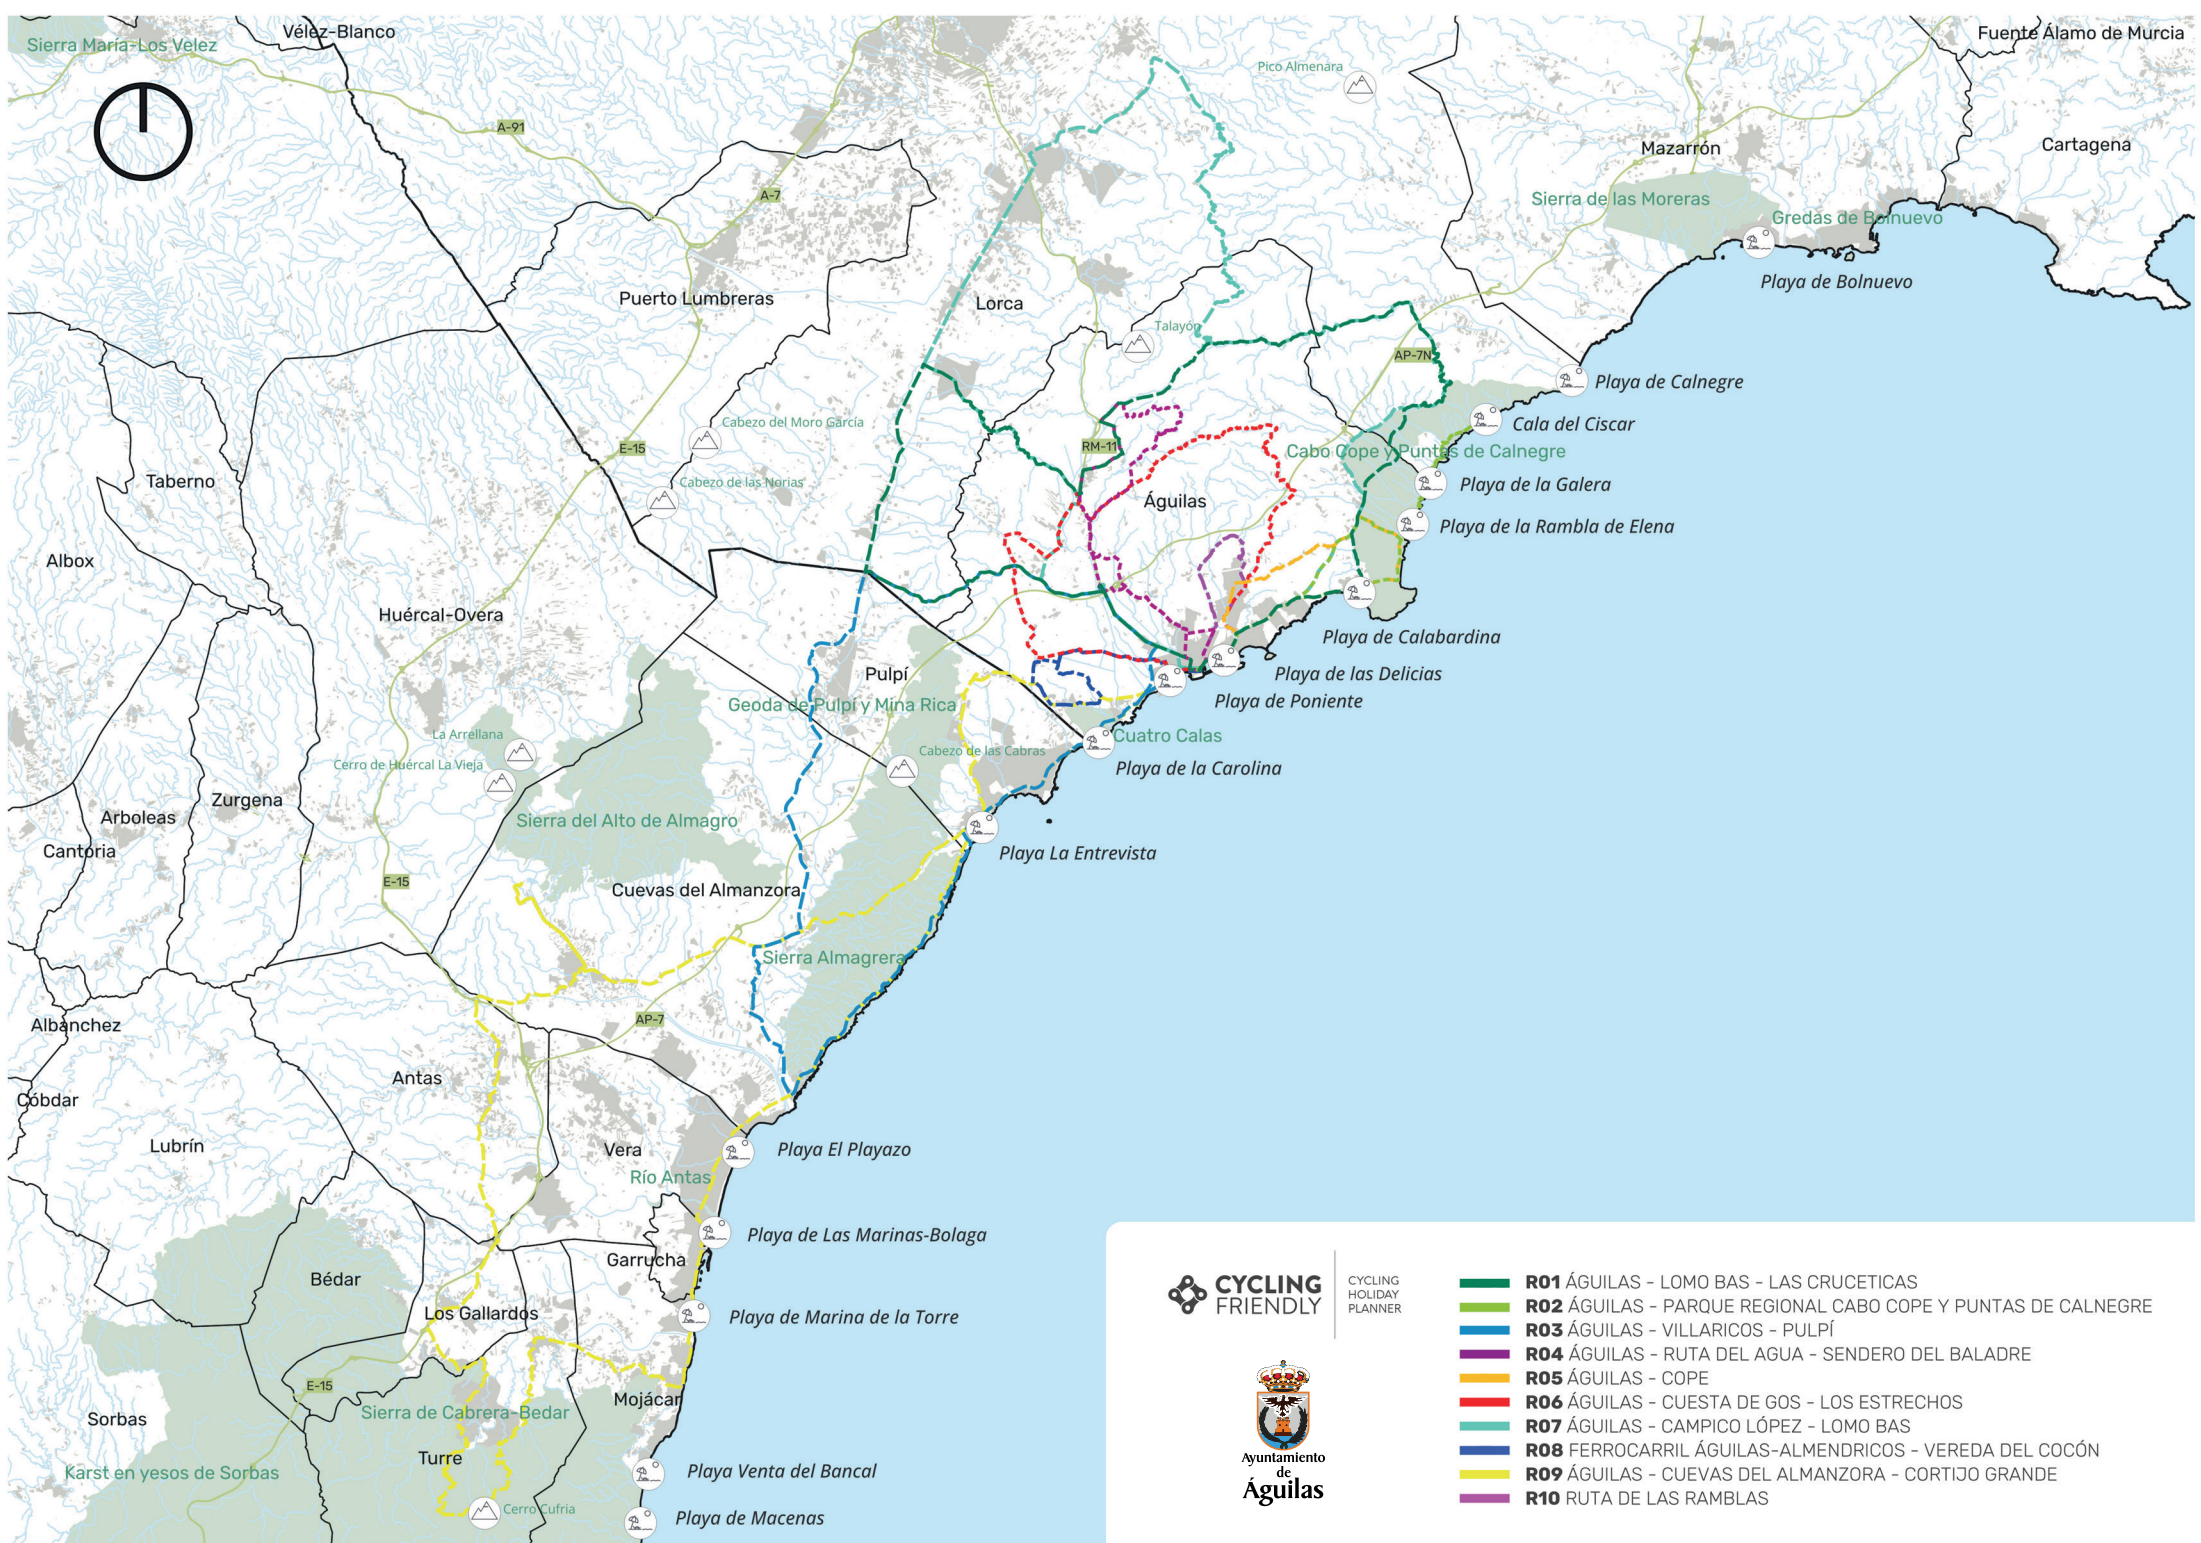 Sierra María-Los Velez
Vélez-Blanco
Fuente Álamo de Murcia
Pico Almenara
A-91
Mazarrón
Cartagena
A-7
Sierra de las Moreras
Gredas de Bolnuevo
Playa de Bolnuevo
Puerto Lumbreras
Lorca
Talayón
AP-7N
Playa de Calnegre
Cabezo del Moro García
Cala del Ciscar
E-15
RM-11
Cabo Cope y Puntas de Calnegre
Taberno
Cabezo de las Norias
Águilas
Playa de la Galera
Playa de la Rambla de Elena
Albox
Huércal-Overa
Playa de Calabardina
Pulpí
Playa de las Delicias
Geoda de Pulpí y Mina Rica
Playa de Poniente
La Arrellana
Cuatro Calas
Cabezo de las Cabras
Cerro de Huércal La Vieja
Playa de la Carolina
Zurgena
Arboleas
Sierra del Alto de Almagro
Cantoria
Playa La Entrevista
E-15
Cuevas del Almanzora
Sierra Almagrera
AP-7
Albanchez
Antas
Cóbdar
Lubrín
Vera
Playa El Playazo
Río Antas
Playa de Las Marinas-Bolaga
Garrucha
Bédar
Los Gallardos
Playa de Marina de la Torre
E-15
Mojácar
Sierra de Cabrera-Bedar
Sorbas
Turre
Karst en yesos de Sorbas
Playa Venta del Bancal
Cerro Cufria
Playa de Macenas
CYCLING
FRIENDLY
CYCLING
HOLIDAY
PLANNER
Ayuntamiento
de
Águilas
R01 ÁGUILAS - LOMO BAS - LAS CRUCETICAS
R02 ÁGUILAS - PARQUE REGIONAL CABO COPE Y PUNTAS DE CALNEGRE
R03 ÁGUILAS - VILLARICOS - PULPÍ
R04 ÁGUILAS - RUTA DEL AGUA - SENDERO DEL BALADRE
R05 ÁGUILAS - COPE
R06 ÁGUILAS - CUESTA DE GOS - LOS ESTRECHOS
R07 ÁGUILAS - CAMPICO LÓPEZ - LOMO BAS
R08 FERROCARRIL ÁGUILAS-ALMENDRICOS - VEREDA DEL COCÓN
R09 ÁGUILAS - CUEVAS DEL ALMANZORA - CORTIJO GRANDE
R10 RUTA DE LAS RAMBLAS